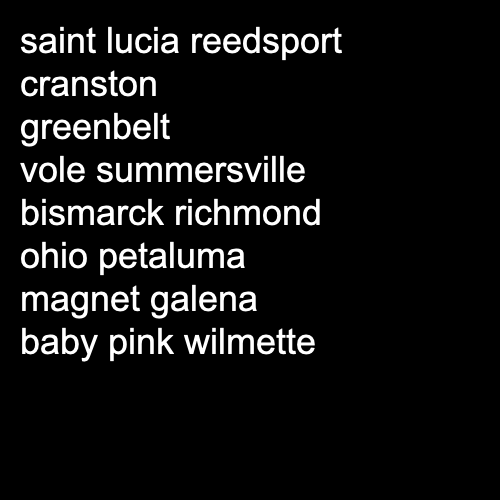 saint lucia reedsport
cranston
greenbelt
vole summersville
bismarck richmond
ohio petaluma
magnet galena
baby pink wilmette